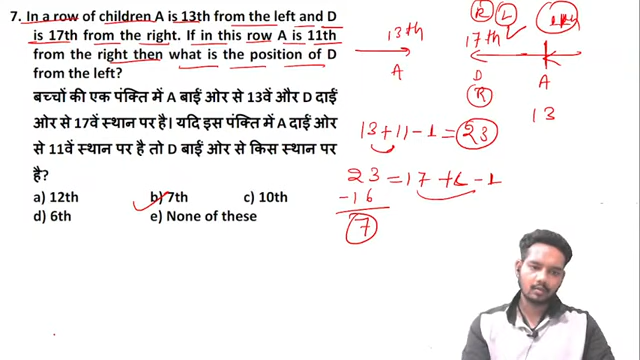 7. In a row of children A is 13th from the left and D
is 17th from the right. If in this row A is 11th
from the right then what is the position of D
from the left?
बच्चों की एक पंक्ति में A बाईं ओर से 13वें और D दाईं
ओर से 17वें स्थान पर है। यदि इस पंक्ति में A दाईं ओर
से 11वें स्थान पर है तो D बाईं ओर से किस स्थान पर
है?
a) 12th b) 7th c) 10th
d) 6th e) None of these
13th
A
R L
17th
D A
R 13
13+11-1=23
23=17+L-1
-16
7